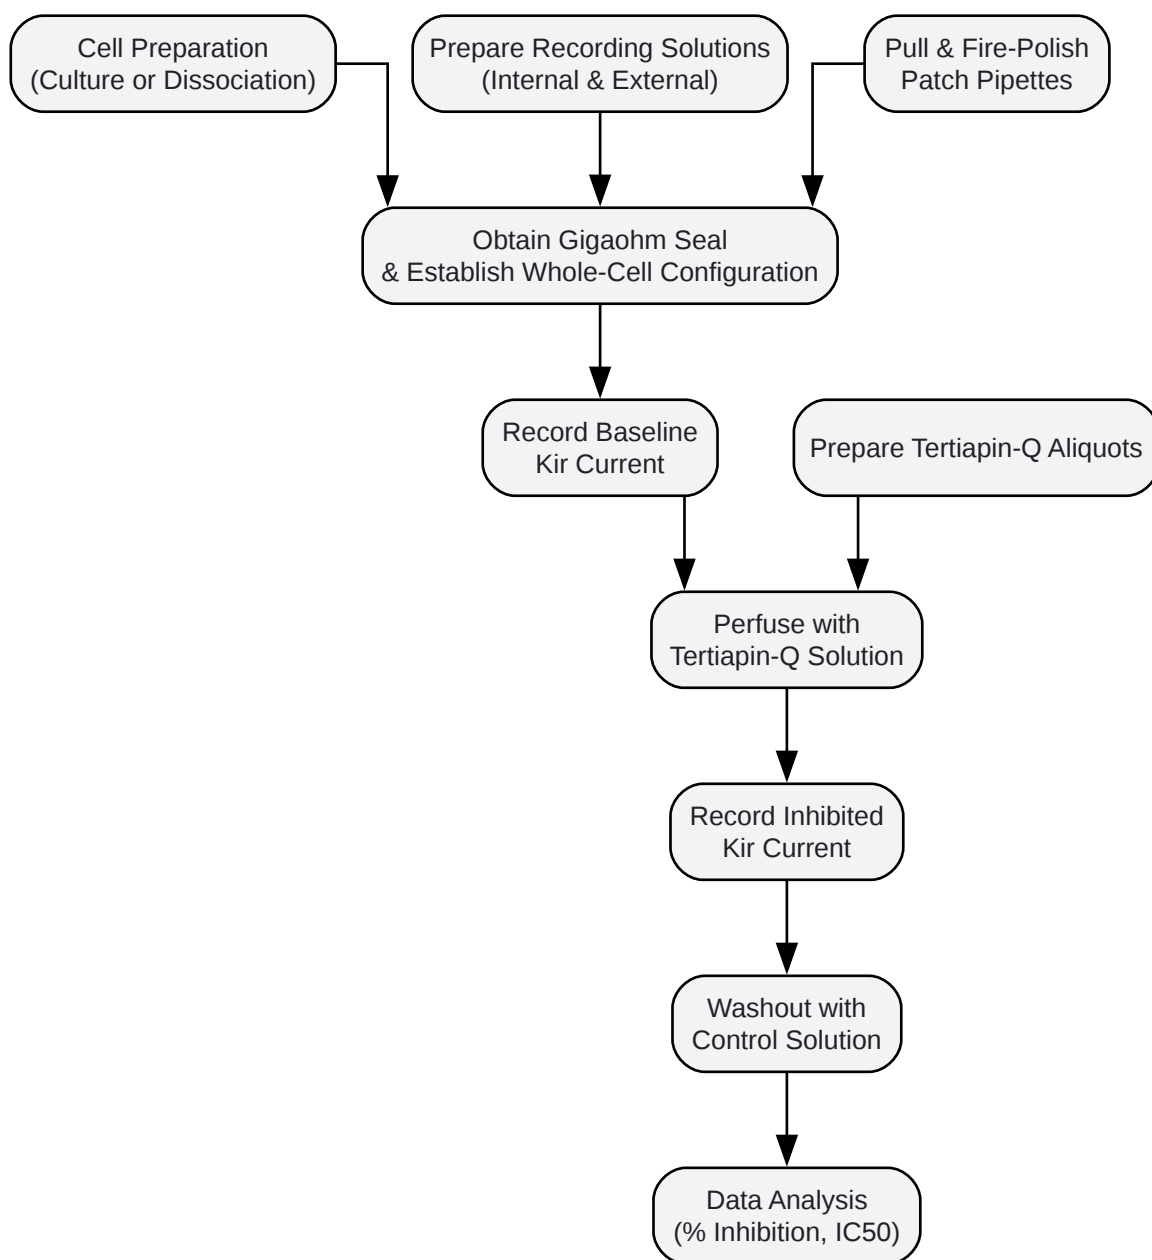 Cell Preparation
(Culture or Dissociation)
Prepare Recording Solutions
(Internal & External)
Pull & Fire-Polish
Patch Pipettes
Obtain Gigaohm Seal
& Establish Whole-Cell Configuration
Record Baseline
Kir Current
Prepare Tertiapin-Q Aliquots
Perfuse with
Tertiapin-Q Solution
Record Inhibited
Kir Current
Washout with
Control Solution
Data Analysis
(% Inhibition, IC50)